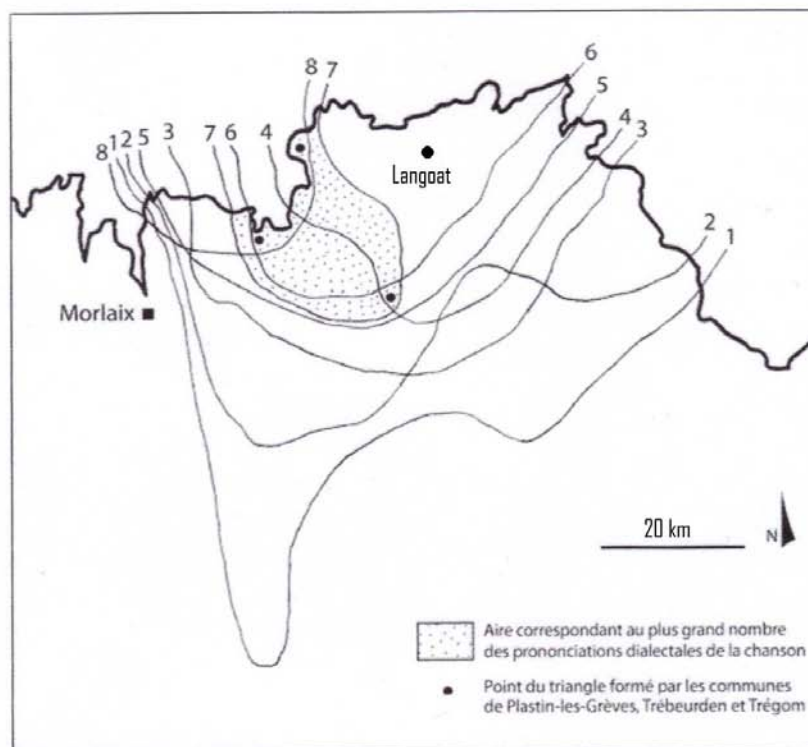 8 7
6
5
4
3
8 1 2 5 3 7 6 4
Langoat
2
1
Morlaix
20 km
N
Aire correspondant au plus grand nombre
des prononciations dialectales de la chanson
Point du triangle formé par les communes
de Plastin-les-Grèves, Trébeurden et Trégom